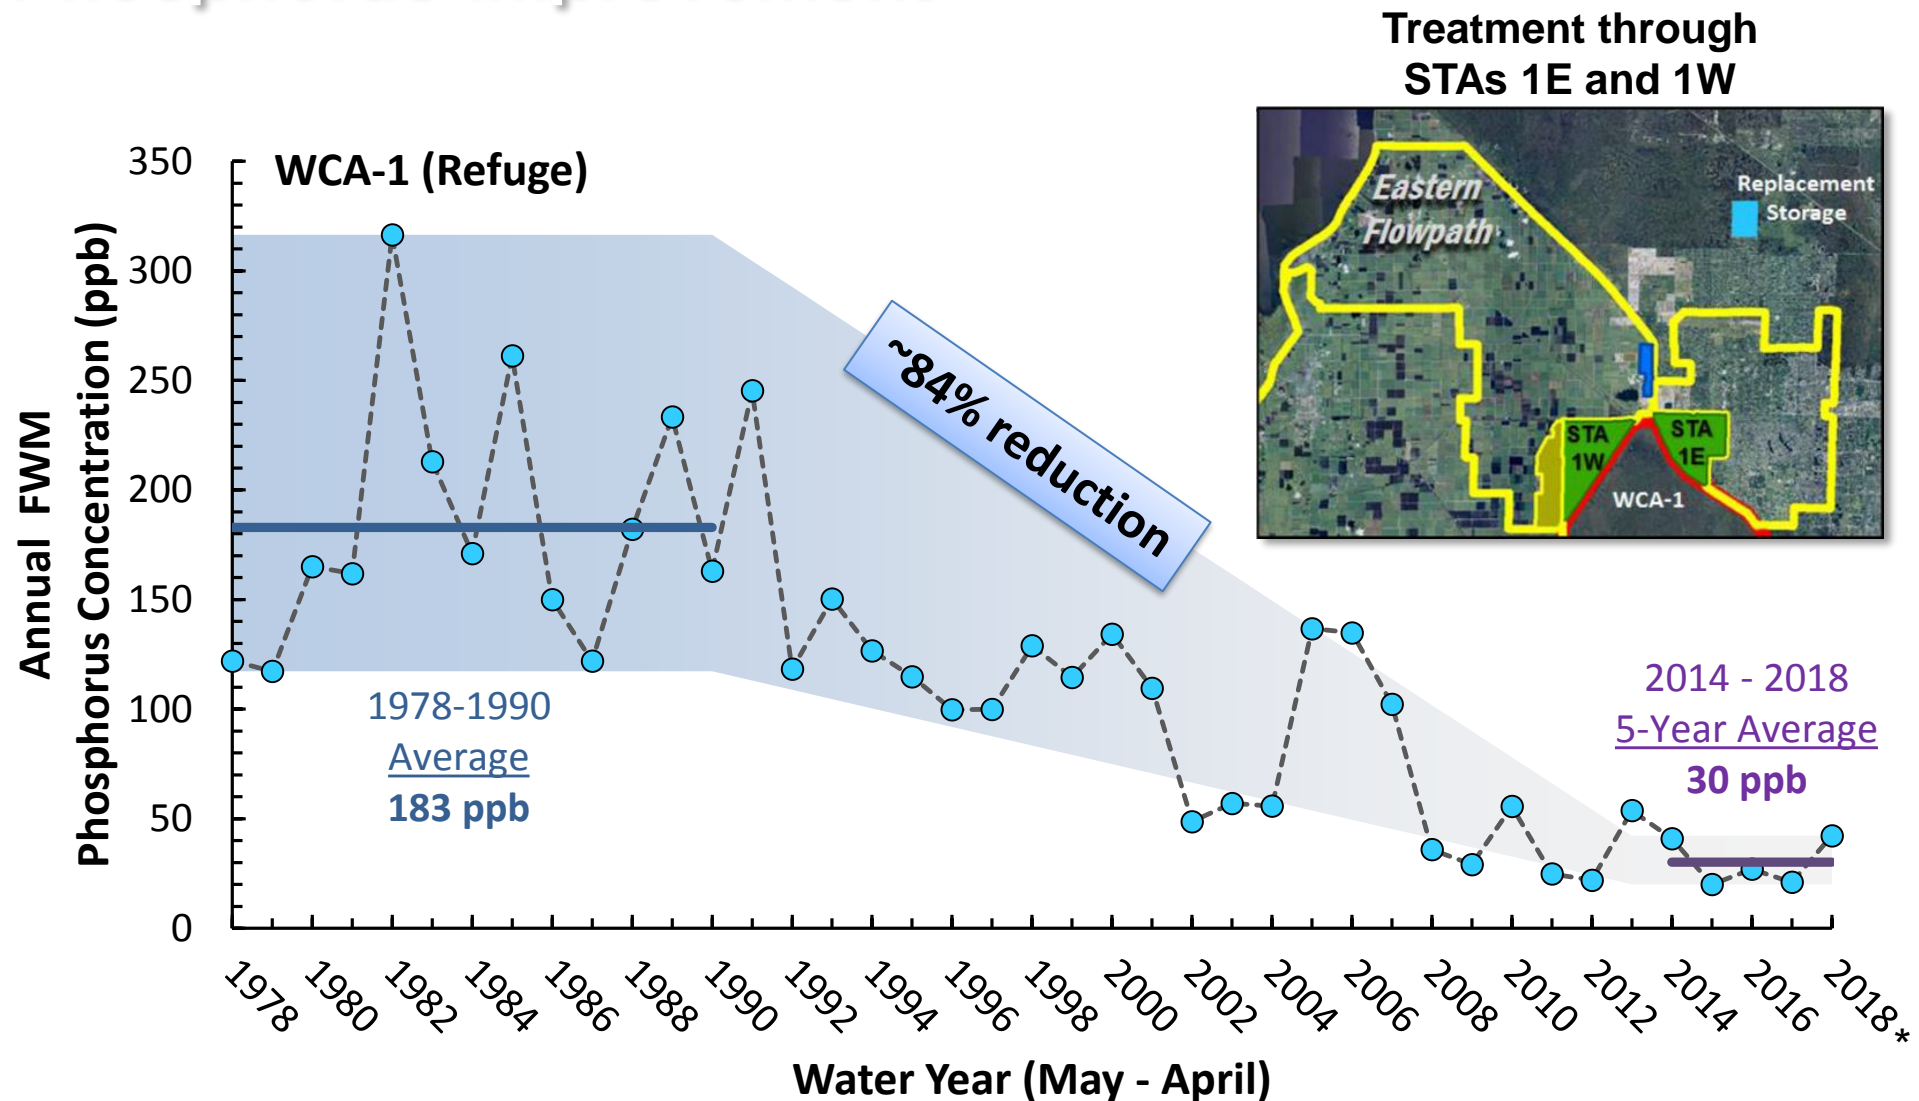 Treatment through
STAs 1E and 1W
WCA-1 (Refuge)
Annual FWM
Phosphorus Concentration (ppb)
350
300
250
200
150
100
50
0
~84% reduction
1978-1990
Average
183 ppb
2014 - 2018
5-Year Average
30 ppb
Eastern
Flowpath
Replacement
Storage
STA
1W
STA
1E
WCA-1
1978
1980
1982
1984
1986
1988
1990
1992
1994
1996
1998
2000
2002
2004
2006
2008
2010
2012
2014
2016
2018*
Water Year (May - April)